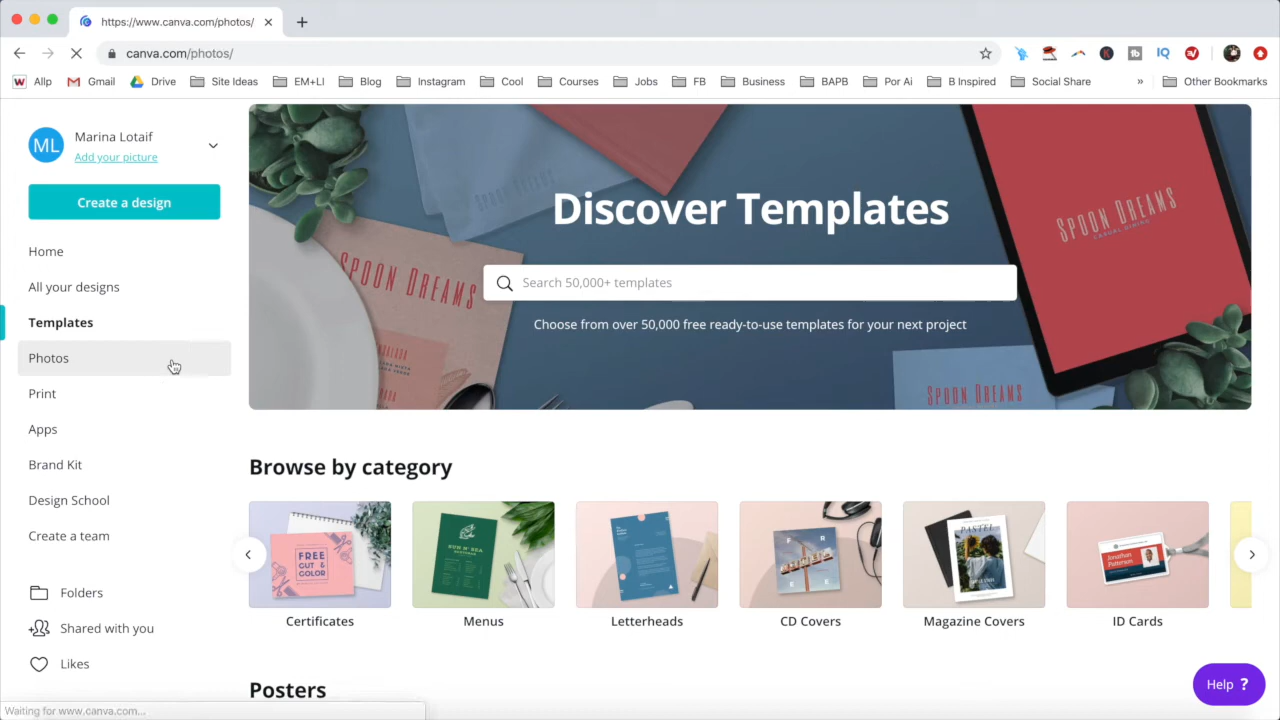 https://www.canva.com/photos/
canva.com/photos/
Allp Gmail Drive Site Ideas EM+LI Blog Instagram Cool Courses Jobs FB Business BAPB Por Ai B Inspired Social Share » Other Bookmarks
ML
Marina Lotaif
Add your picture
Create a design
Home
All your designs
Templates
Photos
Print
Apps
Brand Kit
Design School
Create a team
Folders
Shared with you
Likes
Discover Templates
Search 50,000+ templates
Choose from over 50,000 free ready-to-use templates for your next project
SPOON DREAMS
SPOON DREAMS
CASUAL DINING
SPOON DREAMS
Browse by category
FREE
CUT &
COLOR
SUN N' SEA
PASTEL
Jonathan
Patterson
Certificates Menus Letterheads CD Covers Magazine Covers ID Cards
Posters
Help ?
Waiting for www.canva.com...